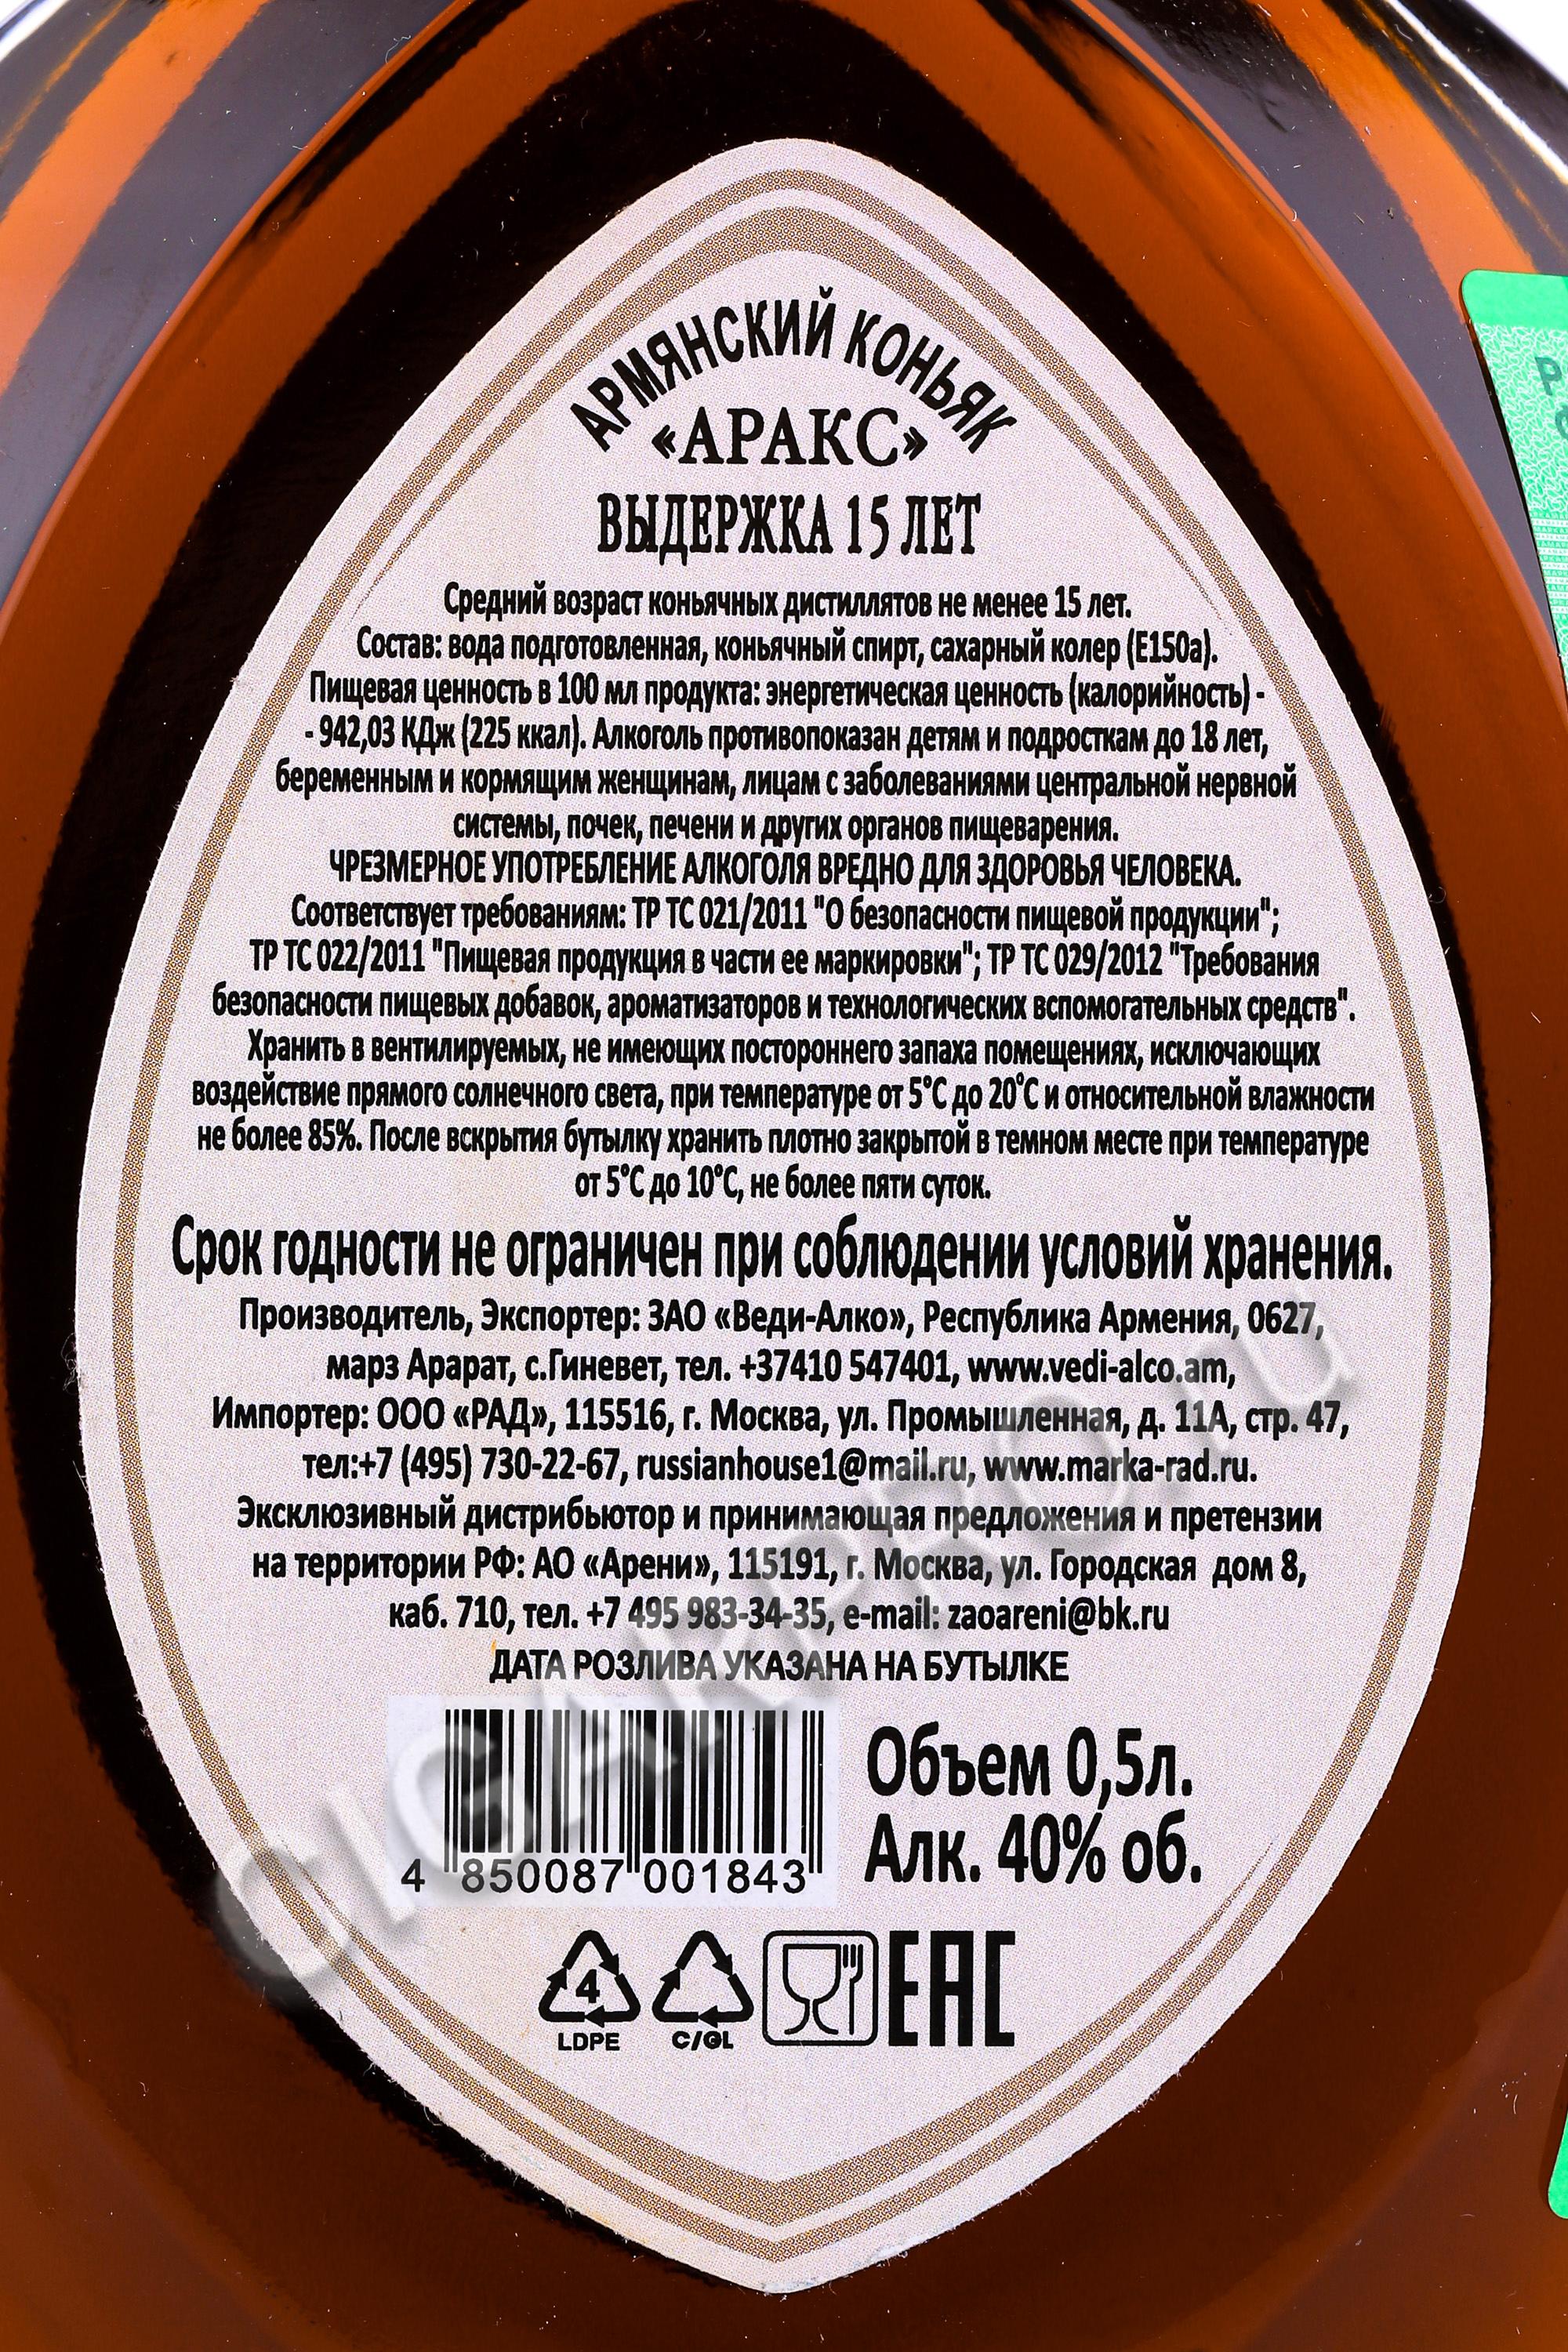 АРМЯНСКИЙ КОНЬЯК
«АРАКС»
ВЫДЕРЖКА 15 ЛЕТ
Средний возраст коньячных дистиллятов не менее 15 лет.
Состав: вода подготовленная, коньячный спирт, сахарный колер (Е150а).
Пищевая ценность в 100 мл продукта: энергетическая ценность (калорийность) -
- 942,03 КДж (225 ккал). Алкоголь противопоказан детям и подросткам до 18 лет,
беременным и кормящим женщинам, лицам с заболеваниями центральной нервной
системы, почек, печени и других органов пищеварения.
ЧРЕЗМЕРНОЕ УПОТРЕБЛЕНИЕ АЛКОГОЛЯ ВРЕДНО ДЛЯ ЗДОРОВЬЯ ЧЕЛОВЕКА.
Соответствует требованиям: ТР ТС 021/2011 "О безопасности пищевой продукции";
ТР ТС 022/2011 "Пищевая продукция в части ее маркировки"; ТР ТС 029/2012 "Требования
безопасности пищевых добавок, ароматизаторов и технологических вспомогательных средств".
Хранить в вентилируемых, не имеющих постороннего запаха помещениях, исключающих
воздействие прямого солнечного света, при температуре от 5°С до 20°С и относительной влажности
не более 85%. После вскрытия бутылку хранить плотно закрытой в темном месте при температуре
от 5°С до 10°С, не более пяти суток.
Срок годности не ограничен при соблюдении условий хранения.
Производитель, Экспортер: ЗАО «Веди-Алко», Республика Армения, 0627,
марз Арарат, с.Гиневет, тел. +37410 547401, www.vedi-alco.am,
Импортер: ООО «РАД», 115516, г. Москва, ул. Промышленная, д. 11А, стр. 47,
тел:+7 (495) 730-22-67, russianhouse1@mail.ru, www.marka-rad.ru.
Эксклюзивный дистрибьютор и принимающая предложения и претензии
на территории РФ: АО «Арени», 115191, г. Москва, ул. Городская дом 8,
каб. 710, тел. +7 495 983-34-35, e-mail: zaoareni@bk.ru
ДАТА РОЗЛИВА УКАЗАНА НА БУТЫЛКЕ
4 850087 001843
Объем 0,5л.
Алк. 40% об.
4
LDPE
C/GL
EAC
CIGARPRO.ru